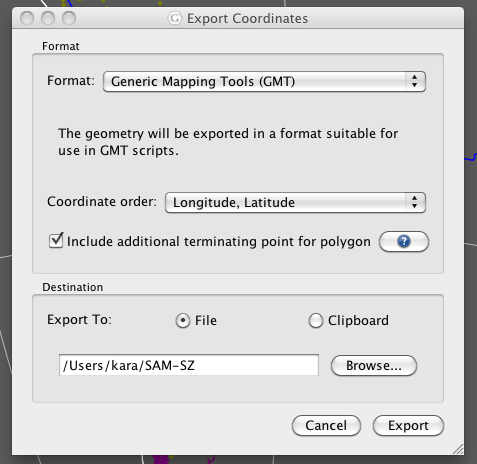 Export Coordinates
Format
Format: Generic Mapping Tools (GMT)
The geometry will be exported in a format suitable for
use in GMT scripts.
Coordinate order: Longitude, Latitude
Include additional terminating point for polygon ?
Destination
Export To: File Clipboard
/Users/kara/SAM-SZ Browse...
Cancel Export